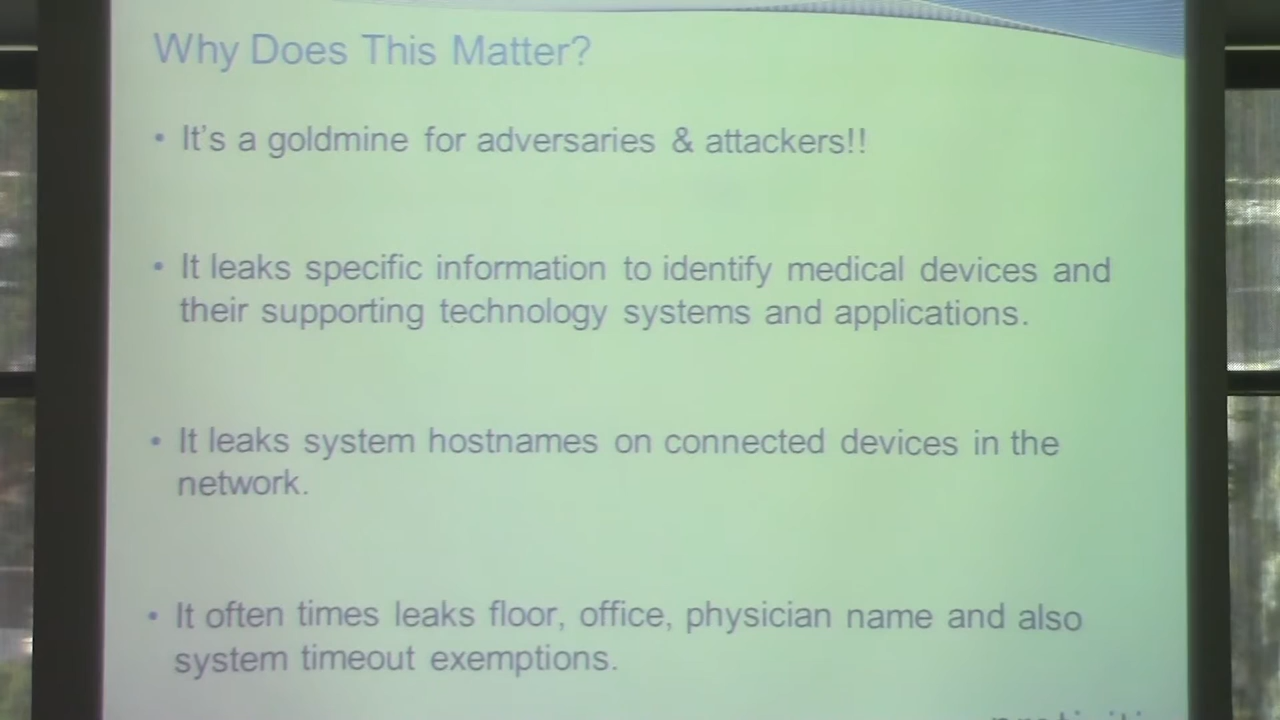 Why Does This Matter?
• It's a goldmine for adversaries & attackers!!
• It leaks specific information to identify medical devices and
their supporting technology systems and applications.
• It leaks system hostnames on connected devices in the
network.
• It often times leaks floor, office, physician name and also
system timeout exemptions.